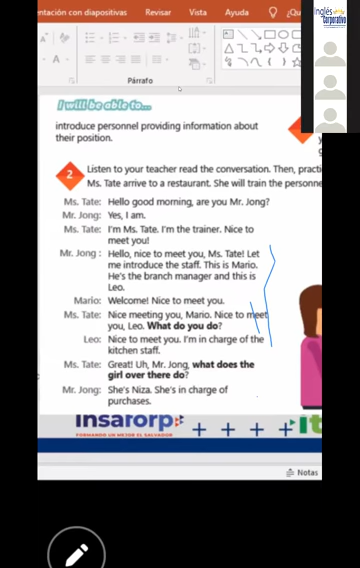 entación con diapositivas Revisar Vista Ayuda ¿Qu
Inglés
Corporativo
Párrafo
I will be able to...
introduce personnel providing information about
their position.
2 Listen to your teacher read the conversation. Then, practi
Ms. Tate arrive to a restaurant. She will train the personne
Ms. Tate: Hello good morning, are you Mr. Jong?
Mr. Jong: Yes, I am.
Ms. Tate: I'm Ms. Tate. I'm the trainer. Nice to
meet you!
Mr. Jong : Hello, nice to meet you, Ms. Tate! Let
me introduce the staff. This is Mario.
He's the branch manager and this is
Leo.
Mario: Welcome! Nice to meet you.
Ms. Tate: Nice meeting you, Mario. Nice to meet
you, Leo. What do you do?
Leo: Nice to meet you. I'm in charge of the
kitchen staff.
Ms. Tate: Great! Uh, Mr. Jong, what does the
girl over there do?
Mr. Jong: She's Niza. She's in charge of
purchases.
insaforp
FORMANDO UN MEJOR EL SALVADOR
+ + + +
it
Notas